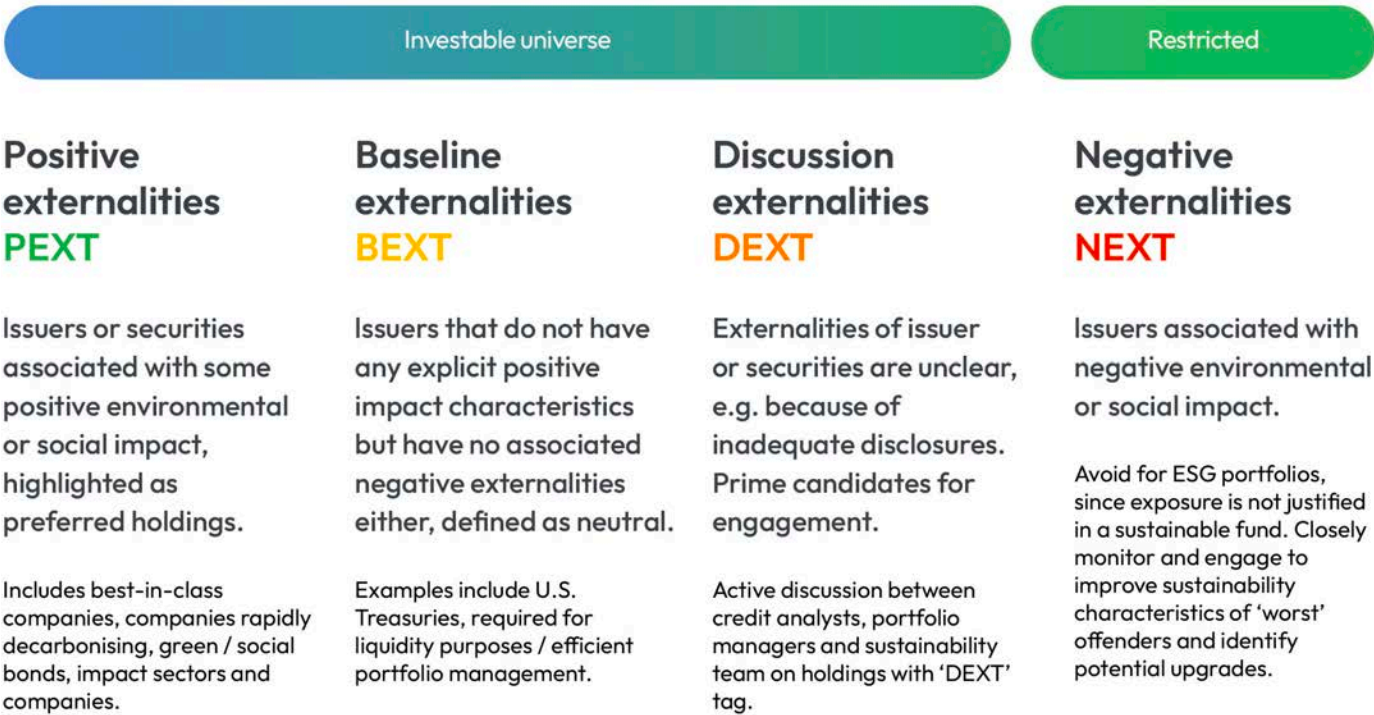 Investable universe
Restricted
Positive
externalities
PEXT
Issuers or securities
associated with some
positive environmental
or social impact,
highlighted as
preferred holdings.
Includes best-in-class
companies, companies rapidly
decarbonising, green / social
bonds, impact sectors and
companies.
Baseline
externalities
BEXT
Issuers that do not have
any explicit positive
impact characteristics
but have no associated
negative externalities
either, defined as neutral.
Examples include U.S.
Treasuries, required for
liquidity purposes / efficient
portfolio management.
Discussion
externalities
DEXT
Externalities of issuer
or securities are unclear,
e.g. because of
inadequate disclosures.
Prime candidates for
engagement.
Active discussion between
credit analysts, portfolio
managers and sustainability
team on holdings with ‘DEXT’
tag.
Negative
externalities
NEXT
Issuers associated with
negative environmental
or social impact.
Avoid for ESG portfolios,
since exposure is not justified
in a sustainable fund. Closely
monitor and engage to
improve sustainability
characteristics of ‘worst’
offenders and identify
potential upgrades.